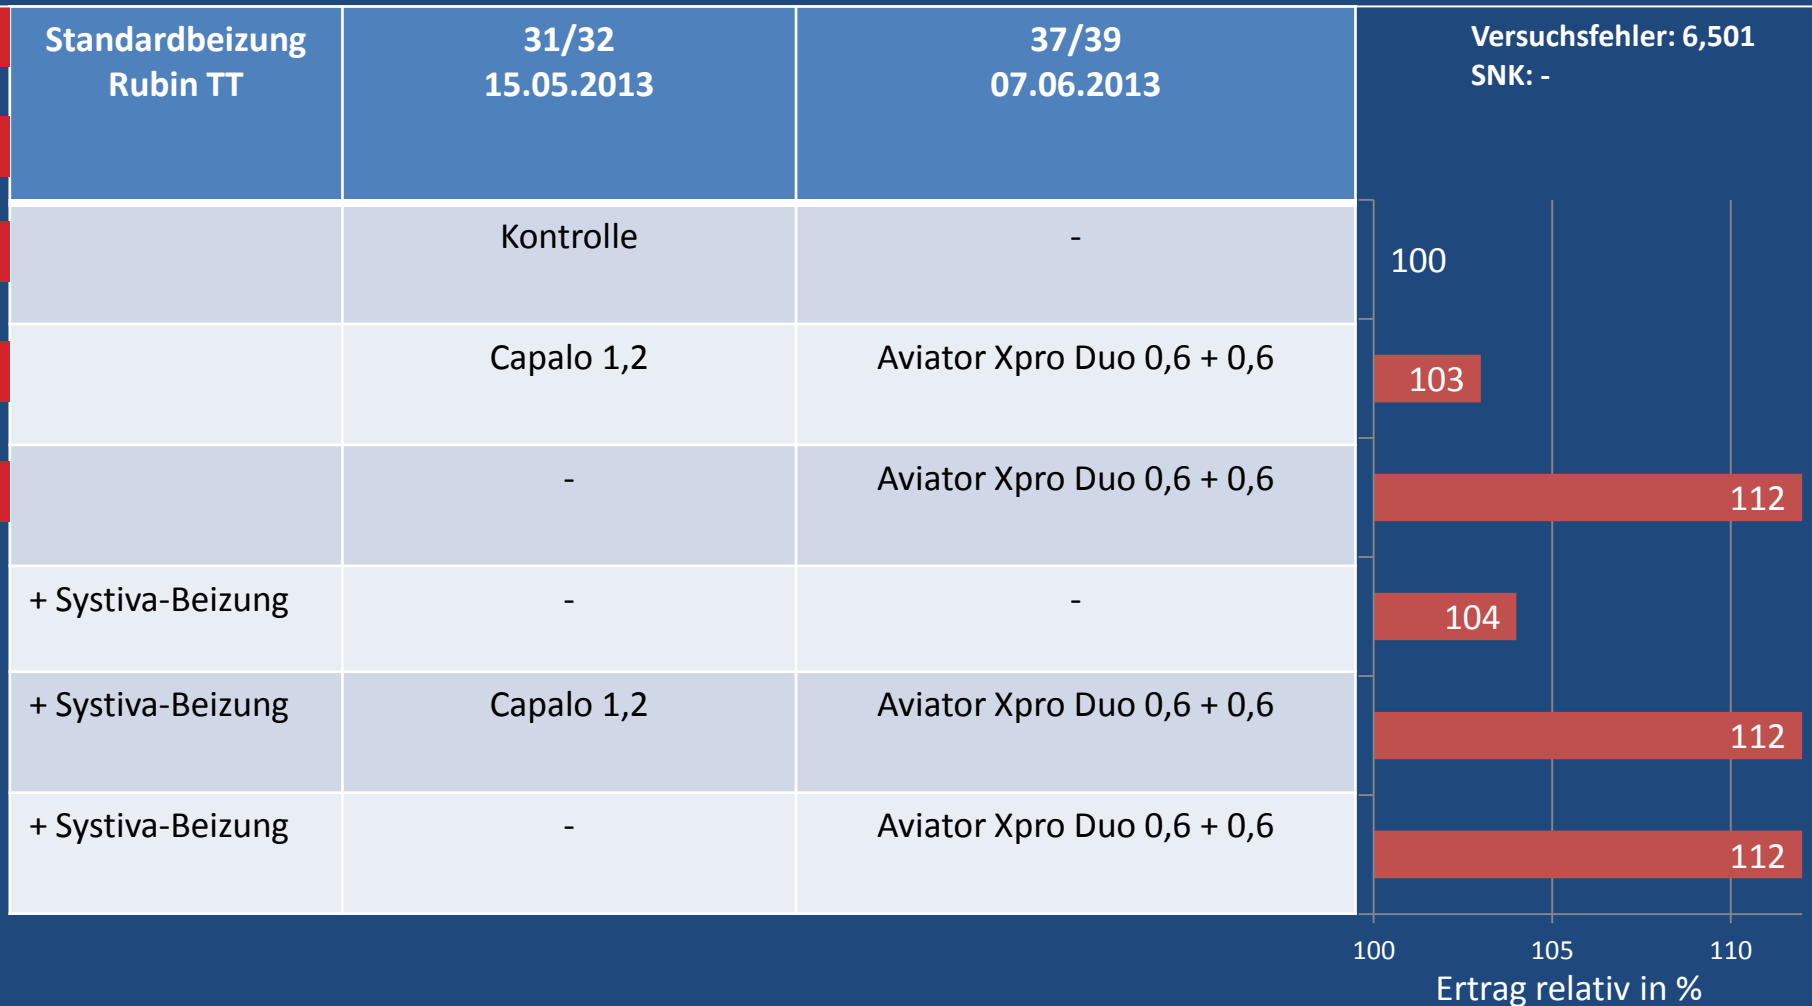 Standardbeizung
Rubin TT
31/32
15.05.2013
37/39
07.06.2013
Versuchsfehler: 6,501
SNK: -
Kontrolle
-
100
Capalo 1,2
Aviator Xpro Duo 0,6 + 0,6
103
-
Aviator Xpro Duo 0,6 + 0,6
112
+ Systiva-Beizung
-
-
104
+ Systiva-Beizung
Capalo 1,2
Aviator Xpro Duo 0,6 + 0,6
112
+ Systiva-Beizung
-
Aviator Xpro Duo 0,6 + 0,6
112
100
105
110
Ertrag relativ in %